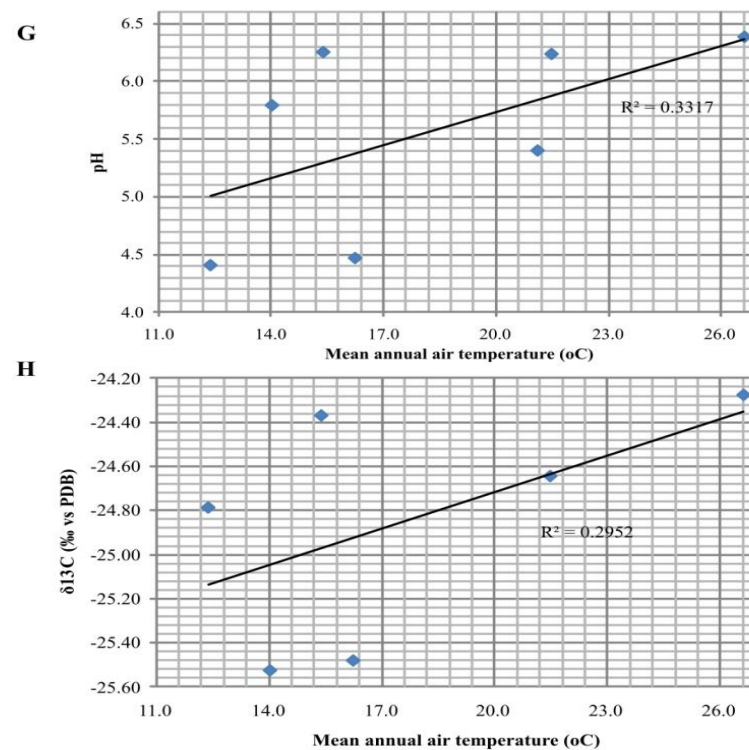 G
6.5
6.0
5.5
5.0
4.5
4.0
pH
R² = 0.3317
11.0 14.0 17.0 20.0 23.0 26.0
Mean annual air temperature (oC)
H
-24.20
-24.40
-24.60
-24.80
-25.00
-25.20
-25.40
-25.60
δ13C (‰ vs PDB)
R² = 0.2952
11.0 14.0 17.0 20.0 23.0 26.0
Mean annual air temperature (oC)